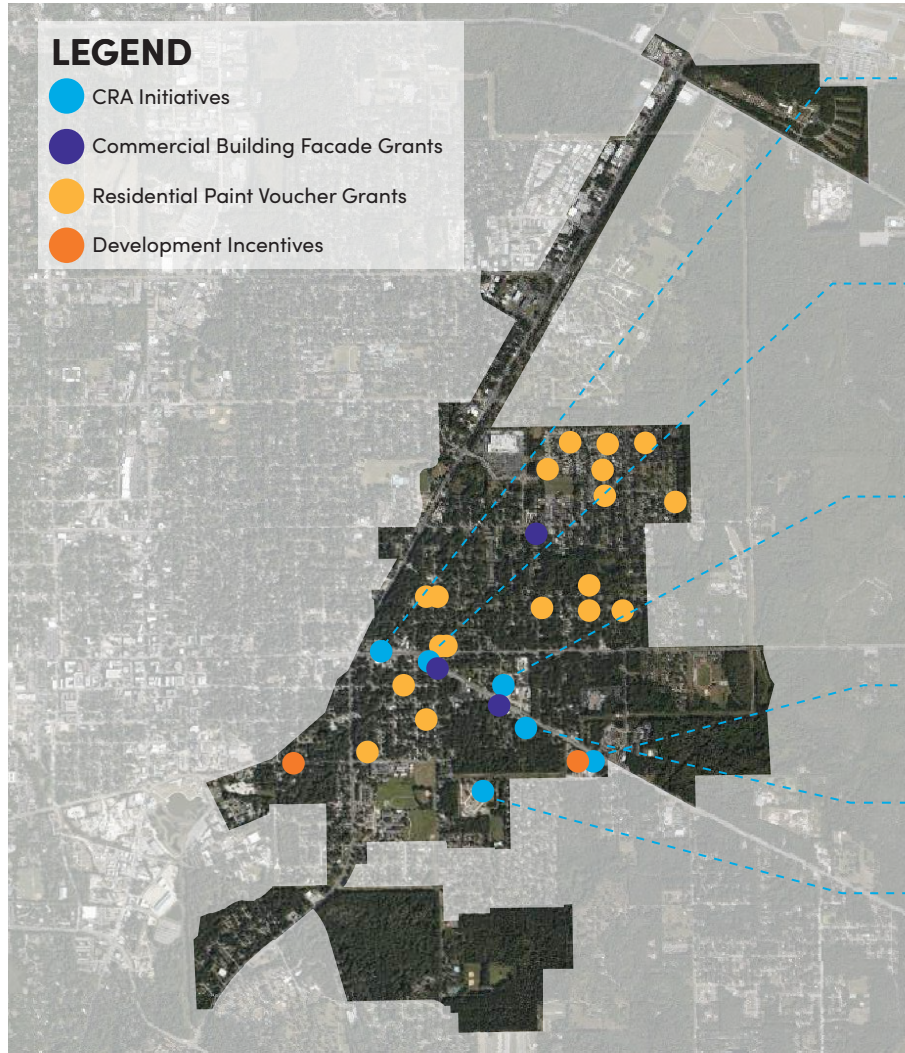 LEGEND
CRA Initiatives
Commercial Building Facade Grants
Residential Paint Voucher Grants
Development Incentives